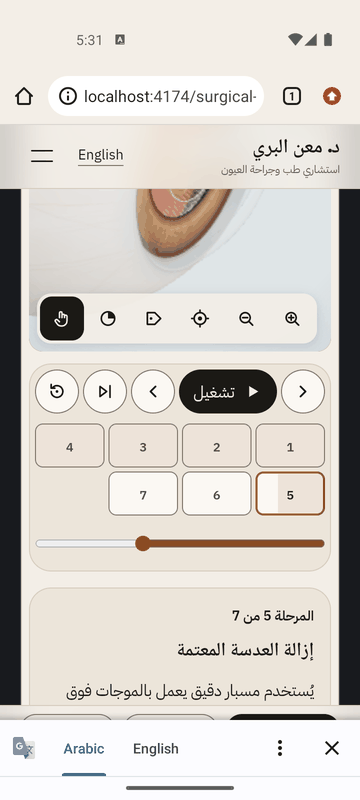 5:31
A
localhost:4174/surgical-
1
د. معن البري
استشاري طب وجراحة العيون
English
تشغيل
1
2
3
4
5
6
7
المرحلة 5 من 7
إزالة العدسة المعتمة
يُستخدم مسبار دقيق يعمل بالموجات فوق
Arabic
English